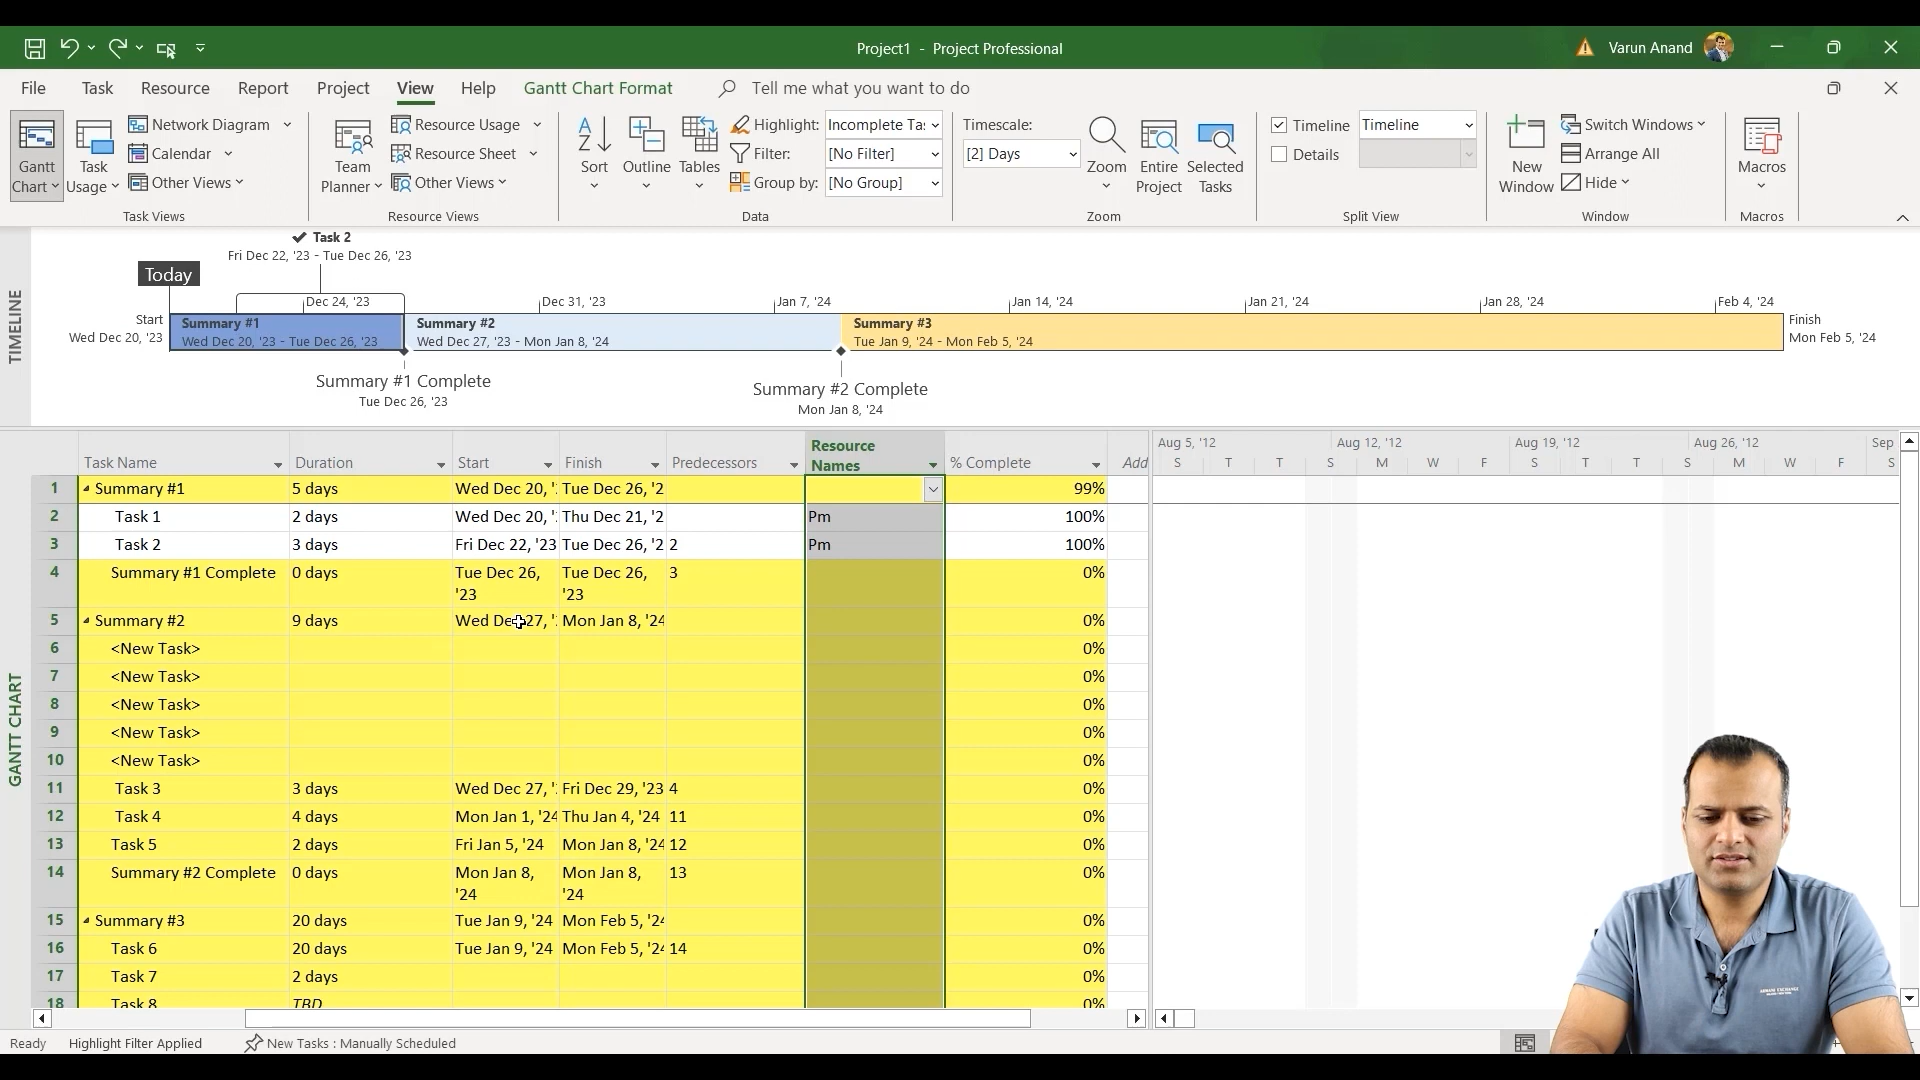 Project1 - Project Professional
Varun Anand
File Task Resource Report Project View Help Gantt Chart Format Tell me what you want to do
Gantt Chart
Task Usage
Network Diagram
Calendar
Other Views
Task Views
Team Planner
Resource Usage
Resource Sheet
Other Views
Resource Views
Sort
Outline
Tables
Highlight: Incomplete Ta
Filter: [No Filter]
Group by: [No Group]
Data
Timescale:
[2] Days
Zoom
Entire Project
Selected Tasks
Zoom
Timeline Timeline
Details
Split View
New Window
Switch Windows
Arrange All
Hide
Window
Macros
Macros
TIMELINE
Task 2
Fri Dec 22, '23 - Tue Dec 26, '23
Today
Dec 24, '23 Dec 31, '23 Jan 7, '24 Jan 14, '24 Jan 21, '24 Jan 28, '24 Feb 4, '24
Start
Wed Dec 20, '23
Summary #1
Wed Dec 20, '23 - Tue Dec 26, '23
Summary #2
Wed Dec 27, '23 - Mon Jan 8, '24
Summary #3
Tue Jan 9, '24 - Mon Feb 5, '24
Finish
Mon Feb 5, '24
Summary #1 Complete
Tue Dec 26, '23
Summary #2 Complete
Mon Jan 8, '24
GANTT CHART
Task Name Duration Start Finish Predecessors Resource Names % Complete Add
Aug 5, '12 Aug 12, '12 Aug 19, '12 Aug 26, '12 Sep
S T T S M W F S T T S M W F S
1 Summary #1 5 days Wed Dec 20, ' Tue Dec 26, '2 99%
2 Task 1 2 days Wed Dec 20, ' Thu Dec 21, '2 Pm 100%
3 Task 2 3 days Fri Dec 22, '23 Tue Dec 26, '2 2 Pm 100%
4 Summary #1 Complete 0 days Tue Dec 26, '23 Tue Dec 26, '23 3 0%
5 Summary #2 9 days Wed De 27, ' Mon Jan 8, '24 0%
6 <New Task> 0%
7 <New Task> 0%
8 <New Task> 0%
9 <New Task> 0%
10 <New Task> 0%
11 Task 3 3 days Wed Dec 27, ' Fri Dec 29, '23 4 0%
12 Task 4 4 days Mon Jan 1, '24 Thu Jan 4, '24 11 0%
13 Task 5 2 days Fri Jan 5, '24 Mon Jan 8, '24 12 0%
14 Summary #2 Complete 0 days Mon Jan 8, '24 Mon Jan 8, '24 13 0%
15 Summary #3 20 days Tue Jan 9, '24 Mon Feb 5, '24 0%
16 Task 6 20 days Tue Jan 9, '24 Mon Feb 5, '24 14 0%
17 Task 7 2 days 0%
18 Task 8 TBD 0%
Ready Highlight Filter Applied New Tasks : Manually Scheduled